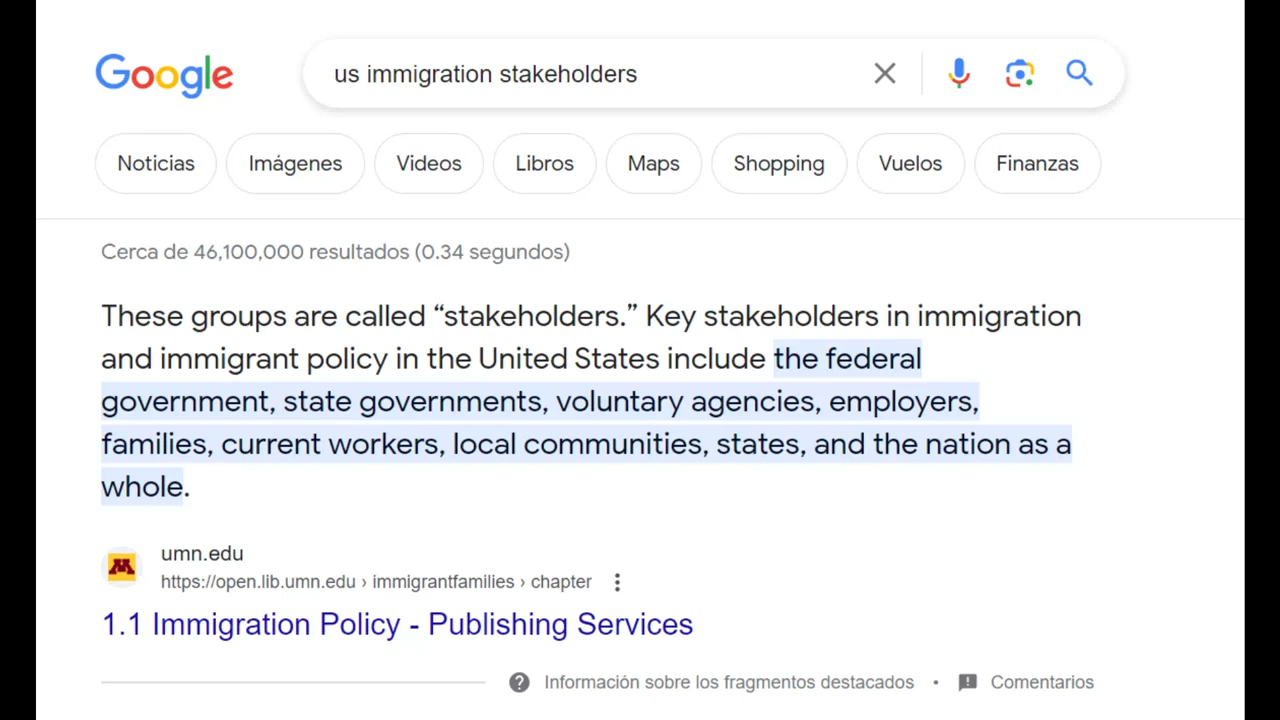 Google
us immigration stakeholders
Noticias Imágenes Videos Libros Maps Shopping Vuelos Finanzas
Cerca de 46,100,000 resultados (0.34 segundos)
These groups are called “stakeholders.” Key stakeholders in immigration
and immigrant policy in the United States include the federal
government, state governments, voluntary agencies, employers,
families, current workers, local communities, states, and the nation as a
whole.
umn.edu
https://open.lib.umn.edu › immigrantfamilies › chapter
1.1 Immigration Policy - Publishing Services
Información sobre los fragmentos destacados • Comentarios